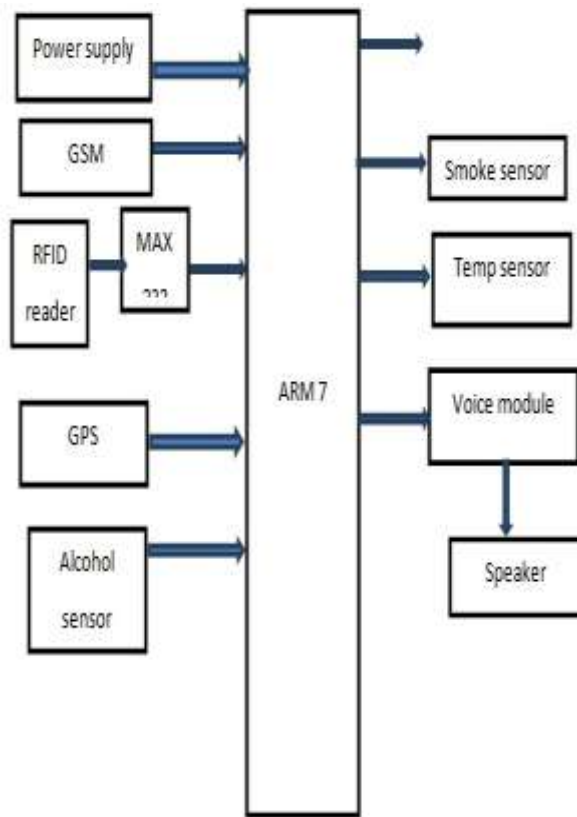 Power supply
GSM
RFID
reader
MAX
GPS
Alcohol
sensor
ARM 7
Smoke sensor
Temp sensor
Voice module
Speaker